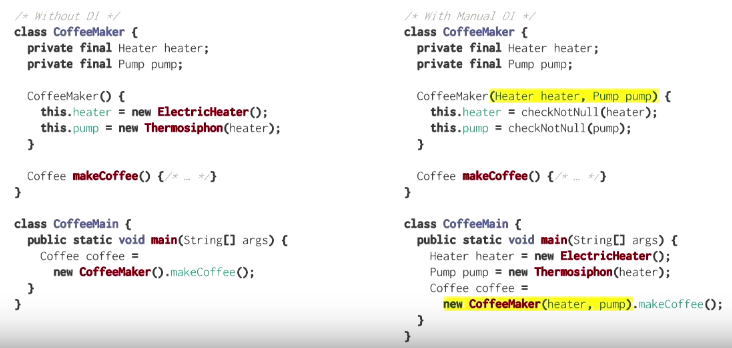 /* Without DI */
class CoffeeMaker {
private final Heater heater;
private final Pump pump;
CoffeeMaker() {
this.heater = new ElectricHeater();
this.pump = new Thermosiphon(heater);
}
Coffee makeCoffee() {/* … */}
}
class CoffeeMain {
public static void main(String[] args) {
Coffee coffee =
new CoffeeMaker().makeCoffee();
}
}
/* With Manual DI */
class CoffeeMaker {
private final Heater heater;
private final Pump pump;
CoffeeMaker(Heater heater, Pump pump) {
this.heater = checkNotNull(heater);
this.pump = checkNotNull(pump);
}
Coffee makeCoffee() {/* … */}
}
class CoffeeMain {
public static void main(String[] args) {
Heater heater = new ElectricHeater();
Pump pump = new Thermosiphon(heater);
Coffee coffee =
new CoffeeMaker(heater, pump).makeCoffee();
}
}